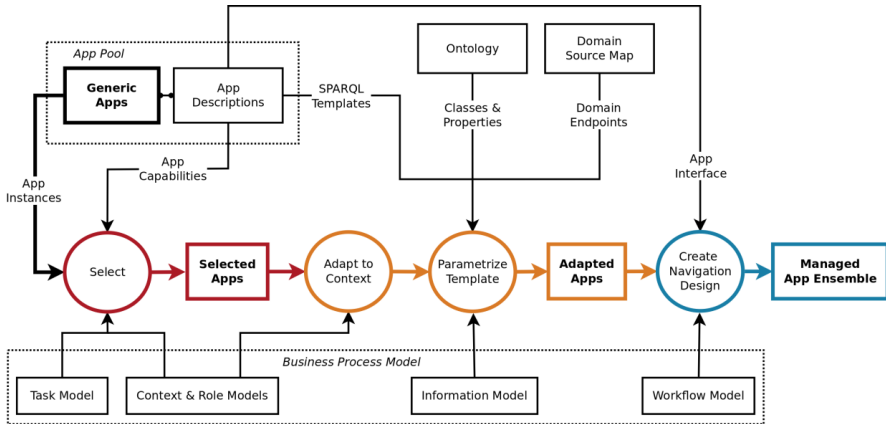 App Pool
Generic
Apps
App
Descriptions
SPARQL
Templates
Ontology
Domain
Source Map
Classes &
Properties
Domain
Endpoints
App
Instances
App
Capabilities
App
Interface
Select
Selected
Apps
Adapt to
Context
Parametrize
Template
Adapted
Apps
Create
Navigation
Design
Managed
App Ensemble
Business Process Model
Task Model
Context & Role Models
Information Model
Workflow Model